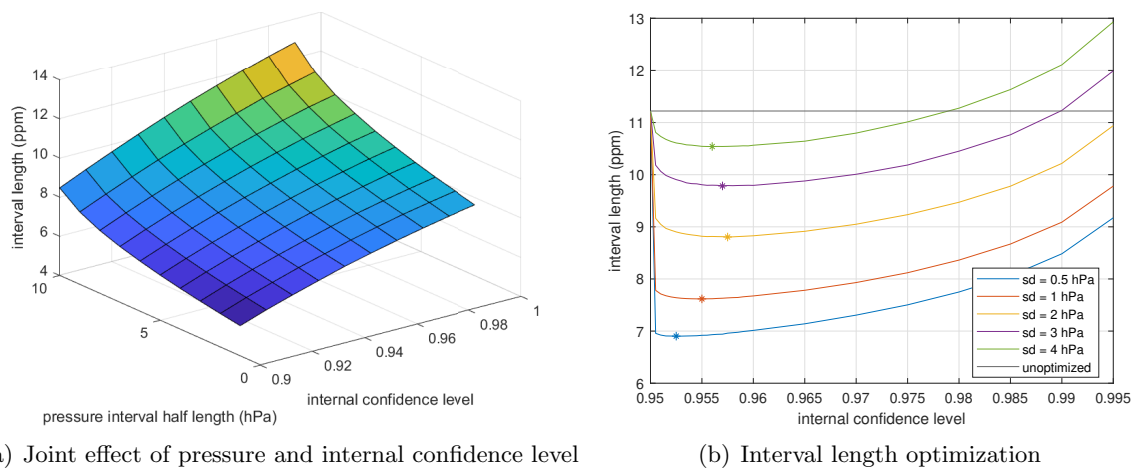 14
12
10
8
6
4
interval length (ppm)
10
5
0
pressure interval half length (hPa)
0.9
0.92
0.94
0.96
0.98
1
internal confidence level
) Joint effect of pressure and internal confidence level
13
12
11
10
9
8
7
6
interval length (ppm)
0.95 0.955 0.96 0.965 0.97 0.975 0.98 0.985 0.99 0.995
internal confidence level
sd = 0.5 hPa
sd = 1 hPa
sd = 2 hPa
sd = 3 hPa
sd = 4 hPa
unoptimized
(b) Interval length optimization